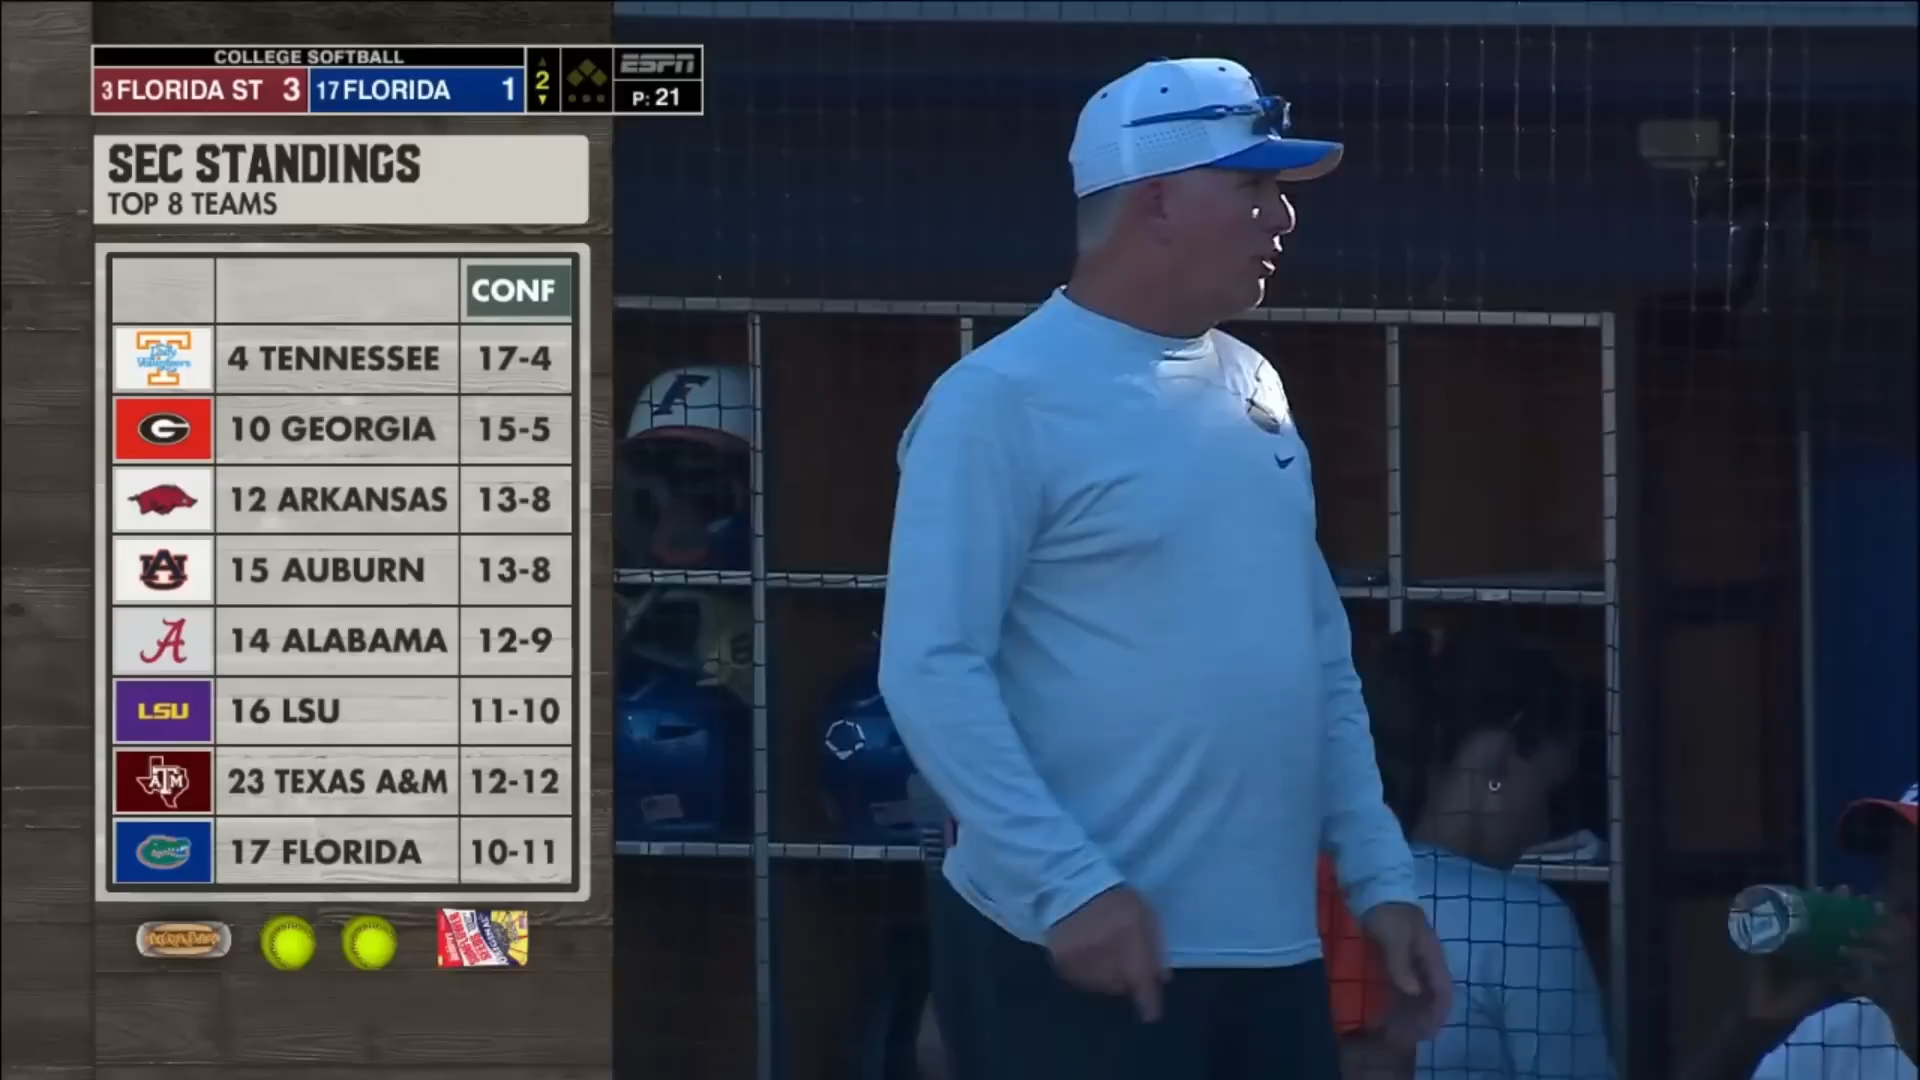 COLLEGE SOFTBALL
3 FLORIDA ST 3 17 FLORIDA 1 2 ESPN
P: 21
SEC STANDINGS
TOP 8 TEAMS
CONF
4 TENNESSEE 17-4
10 GEORGIA 15-5
12 ARKANSAS 13-8
15 AUBURN 13-8
14 ALABAMA 12-9
LSU 16 LSU 11-10
ATM 23 TEXAS A&M 12-12
17 FLORIDA 10-11
F